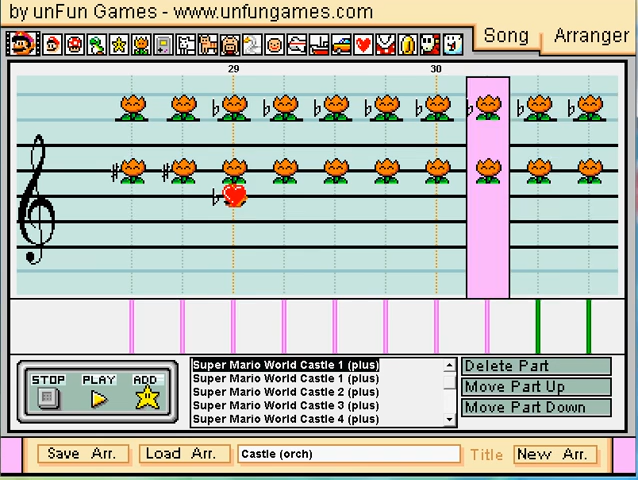 by unFun Games - www.unfungames.com
Song
Arranger
29
30
STOP
PLAY
ADD
Super Mario World Castle 1 (plus)
Super Mario World Castle 1 (plus)
Super Mario World Castle 2 (plus)
Super Mario World Castle 3 (plus)
Super Mario World Castle 4 (plus)
Delete Part
Move Part Up
Move Part Down
Save Arr.
Load Arr.
Castle (orch)
Title
New Arr.